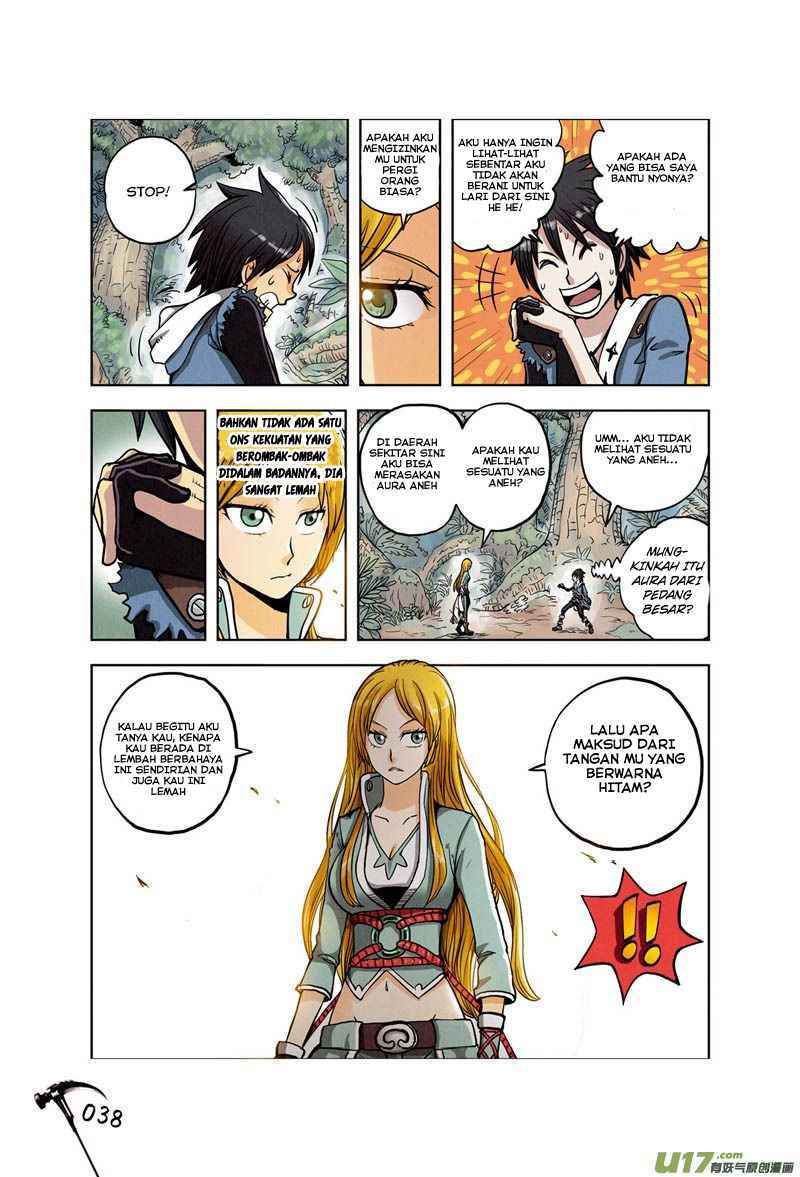 STOP!
APAKAH AKU
MENGIZINKAN
MU UNTUK
PERGI
ORANG
BIASA?
AKU HANYA INGIN
LIHAT-LIHAT
SEBENTAR AKU
TIDAK AKAN
BERANI UNTUK
LARI DARI SINI
HE HE!
APAKAH ADA
YANG BISA SAYA
BANTU NYONYA?
BAHKAN TIDAK ADA SATU
ONS KEKUATAN YANG
BEROMBAK-OMBAK
DIDALAM BADANNYA, DIA
SANGAT LEMAH
DI DAERAH
SEKITAR SINI
AKU BISA
MERASAKAN
AURA ANEH
APAKAH KAU
MELIHAT
SESUATU YANG
ANEH?
UMM... AKU TIDAK
MELIHAT SESUATU
YANG ANEH...
MUNG-
KINKAH ITU
AURA DARI
PEDANG
BESAR?
KALAU BEGITU AKU
TANYA KAU, KENAPA
KAU BERADA DI
LEMBAH BERBAHAYA
INI SENDIRIAN DAN
JUGA KAU INI
LEMAH
LALU APA
MAKSUD DARI
TANGAN MU YANG
BERWARNA
HITAM?
!!
038
U17.com
有妖气原创漫画